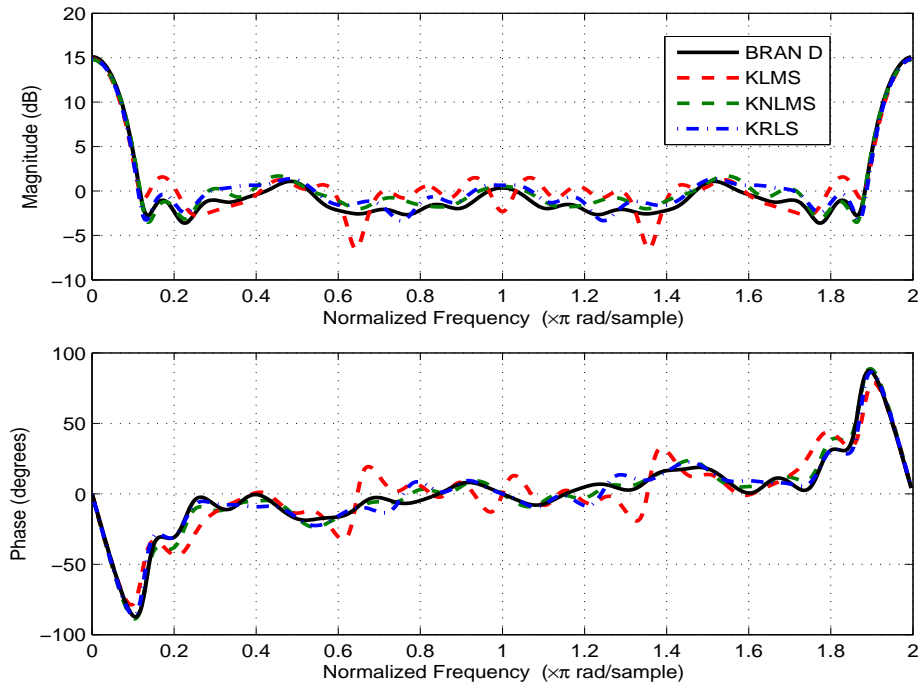 20
15
10
5
0
−5
−10
Magnitude (dB)
BRAN D
KLMS
KNLMS
KRLS
0 0.2 0.4 0.6 0.8 1 1.2 1.4 1.6 1.8 2
Normalized Frequency (×π rad/sample)
100
50
0
−50
−100
Phase (degrees)
0 0.2 0.4 0.6 0.8 1 1.2 1.4 1.6 1.8 2
Normalized Frequency (×π rad/sample)